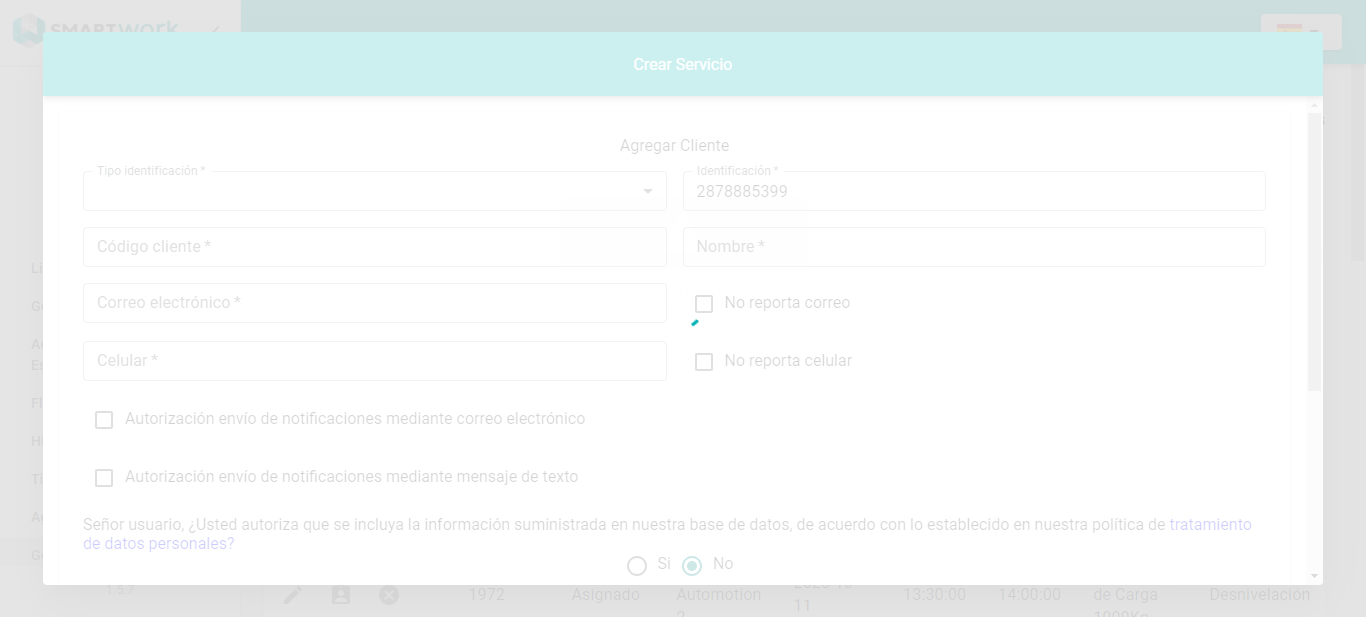 SMARTwork
Crear Servicio
Agregar Cliente
Tipo identificación *
Identificación *
2878885399
Código cliente *
Nombre *
Correo electrónico *
No reporta correo
Celular *
No reporta celular
Autorización envío de notificaciones mediante correo electrónico
Autorización envío de notificaciones mediante mensaje de texto
Señor usuario, ¿Usted autoriza que se incluya la información suministrada en nuestra base de datos, de acuerdo con lo establecido en nuestra política de tratamiento
de datos personales?
Si No
1972 Asignado Automotion 13:30:00 14:00:00 de Carga Desnivelación
11